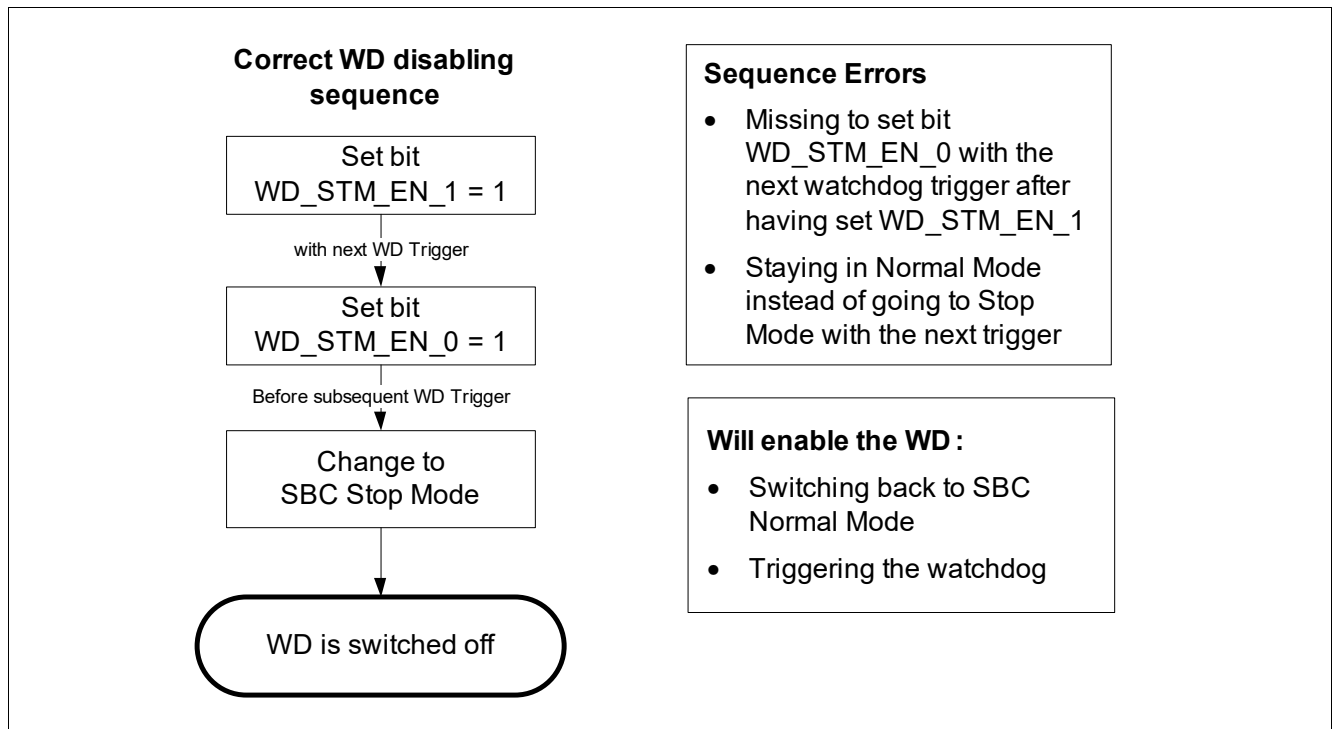 Correct WD disabling
sequence
Set bit
WD_STM_EN_1 = 1
with next WD Trigger
Set bit
WD_STM_EN_0 = 1
Before subsequent WD Trigger
Change to
SBC Stop Mode
WD is switched off
Sequence Errors
• Missing to set bit
WD_STM_EN_0 with the
next watchdog trigger after
having set WD_STM_EN_1
• Staying in Normal Mode
instead of going to Stop
Mode with the next trigger
Will enable the WD :
• Switching back to SBC
Normal Mode
• Triggering the watchdog